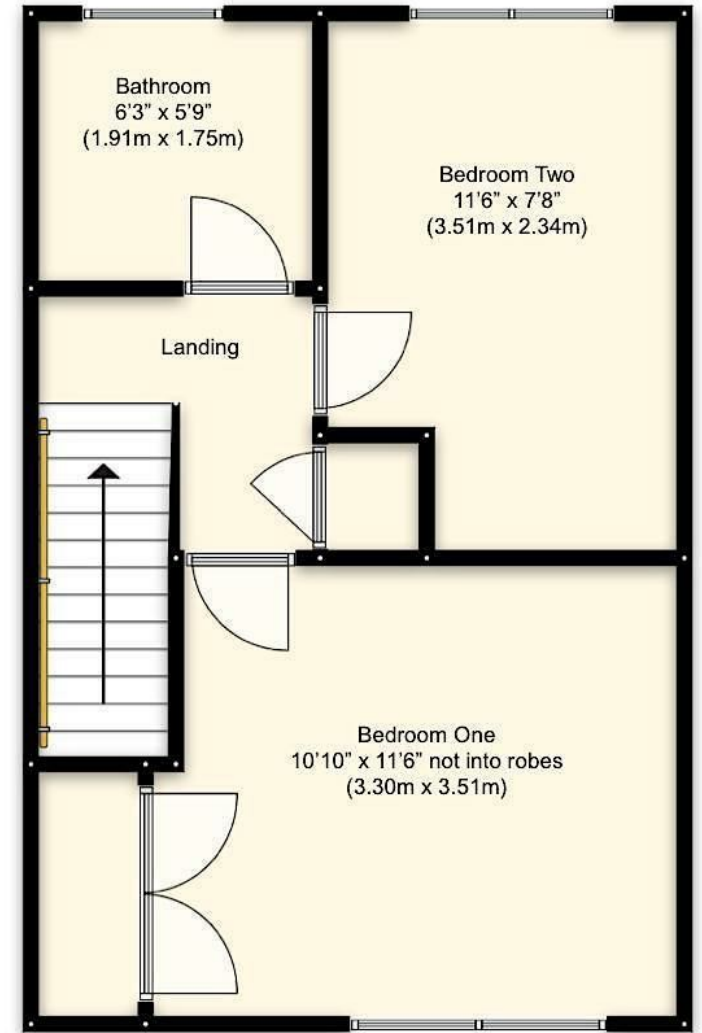 Bathroom
6’3” x 5’9”
(1.91m x 1.75m)
Bedroom Two
11’6” x 7’8”
(3.51m x 2.34m)
Landing
Bedroom One
10’10” x 11’6” not into robes
(3.30m x 3.51m)